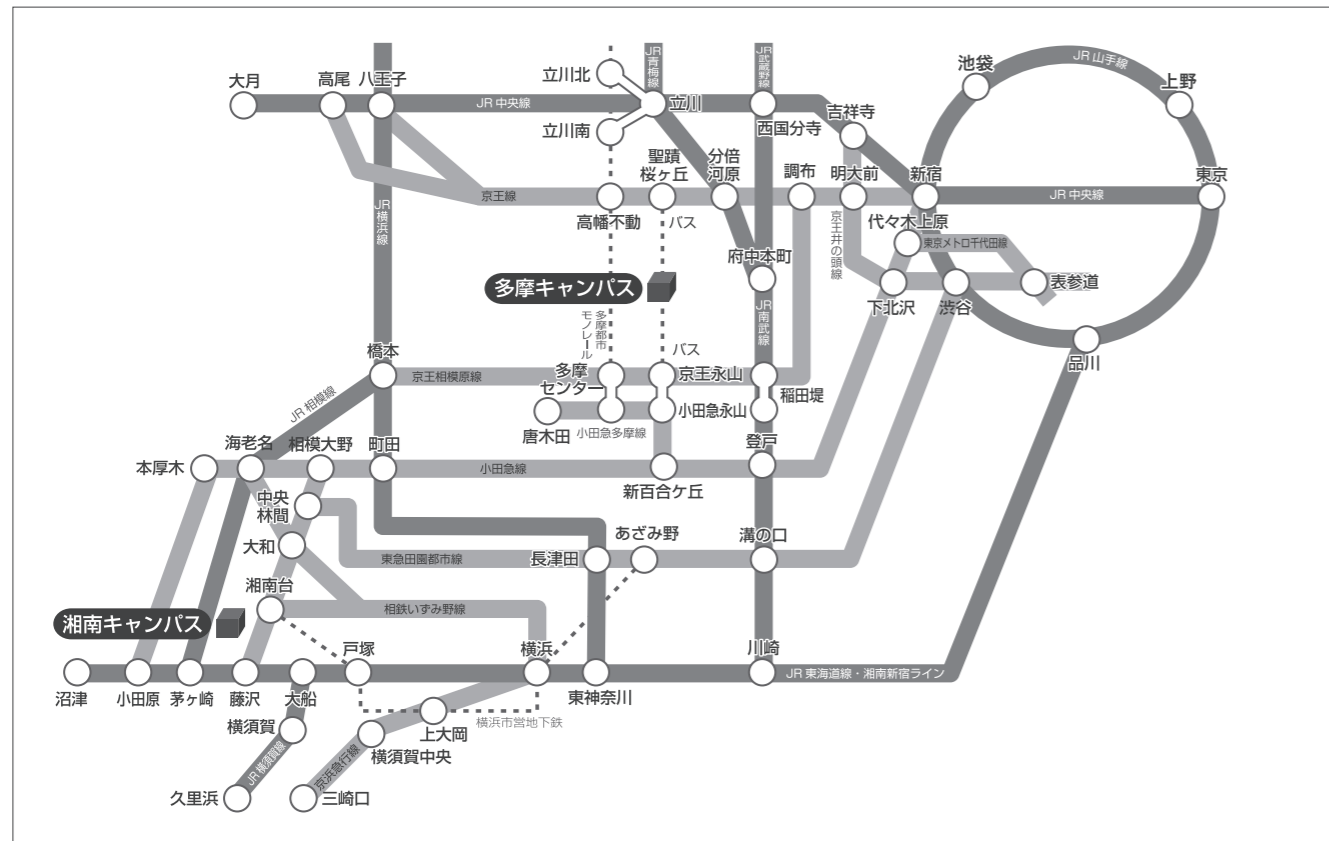 JR 山手線
池袋
上野
JR青梅線
JR武蔵野線
立川北
大月
高尾
八王子
JR 中央線
立川
吉祥寺
西国分寺
立川南
聖蹟
桜ヶ丘
分倍
河原
調布
明大前
新宿
東京
京王線
JR 中央線
JR横浜線
高幡不動
バス
京王井の頭線
代々木上原
東京メトロ千代田線
府中本町
多摩キャンパス
下北沢
渋谷
表参道
JR南武線
多摩都市
モノレール
品川
橋本
バス
京王相模原線
多摩
センター
京王永山
稲田堤
JR 相模線
小田急永山
唐木田
小田急多摩線
海老名
相模大野
町田
登戸
本厚木
小田急線
新百合ケ丘
中央
林間
あざみ野
溝の口
大和
東急田園都市線
長津田
湘南台
相鉄いずみ野線
湘南キャンパス
戸塚
横浜
川崎
JR 東海道線・湘南新宿ライン
沼津
小田原
茅ヶ崎
藤沢
大船
東神奈川
横須賀
上大岡
横浜市営地下鉄
横須賀中央
JR 横須賀線
京浜急行線
久里浜
三崎口